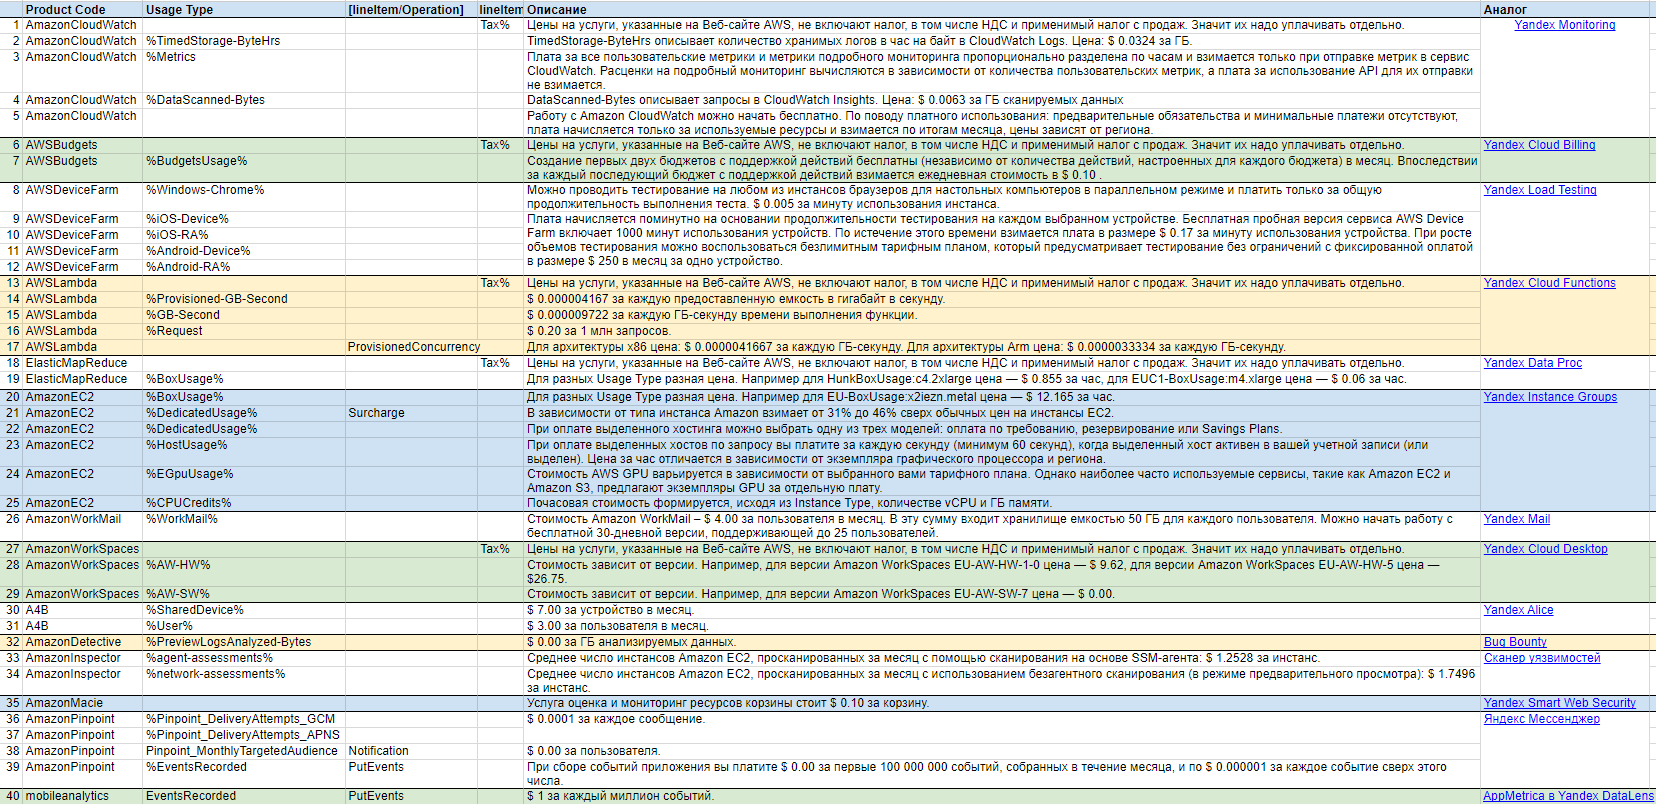 Product Code Usage Type [lineItem/Operation] lineItem Описание Аналог
1 AmazonCloudWatch Tax% Цены на услуги, указанные на Веб-сайте AWS, не включают налог, в том числе НДС и применимый налог с продаж. Значит их надо уплачивать отдельно. Yandex Monitoring
2 AmazonCloudWatch %TimedStorage-ByteHrs TimedStorage-ByteHrs описывает количество хранимых логов в час на байт в CloudWatch Logs. Цена: $ 0.0324 за ГБ.
3 AmazonCloudWatch %Metrics Плата за все пользовательские метрики и метрики подробного мониторинга пропорционально разделена по часам и взимается только при отправке метрик в сервис
CloudWatch. Расценки на подробный мониторинг вычисляются в зависимости от количества пользовательских метрик, а плата за использование API для их отправки
не взимается.
4 AmazonCloudWatch %DataScanned-Bytes DataScanned-Bytes описывает запросы в CloudWatch Insights. Цена: $ 0.0063 за ГБ сканируемых данных
5 AmazonCloudWatch Работу с Amazon CloudWatch можно начать бесплатно. По поводу платного использования: предварительные обязательства и минимальные платежи отсутствуют,
плата начисляется только за используемые ресурсы и взимается по итогам месяца, цены зависят от региона.
6 AWSBudgets Tax% Цены на услуги, указанные на Веб-сайте AWS, не включают налог, в том числе НДС и применимый налог с продаж. Значит их надо уплачивать отдельно. Yandex Cloud Billing
7 AWSBudgets %BudgetsUsage% Создание первых двух бюджетов с поддержкой действий бесплатны (независимо от количества действий, настроенных для каждого бюджета) в месяц. Впоследствии
за каждый последующий бюджет с поддержкой действий взимается ежедневная стоимость в $ 0.10 .
8 AWSDeviceFarm %Windows-Chrome% Можно проводить тестирование на любом из инстансов браузеров для настольных компьютеров в параллельном режиме и платить только за общую Yandex Load Testing
продолжительность выполнения теста. $ 0.005 за минуту использования инстанса.
9 AWSDeviceFarm %iOS-Device% Плата начисляется поминутно на основании продолжительности тестирования на каждом выбранном устройстве. Бесплатная пробная версия сервиса AWS Device
10 AWSDeviceFarm %iOS-RA% Farm включает 1000 минут использования устройств. По истечение этого времени взимается плата в размере $ 0.17 за минуту использования устройства. При росте
11 AWSDeviceFarm %Android-Device% объемов тестирования можно воспользоваться безлимитным тарифным планом, который предусматривает тестирование без ограничений с фиксированной оплатой
12 AWSDeviceFarm %Android-RA% в размере $ 250 в месяц за одно устройство.
13 AWSLambda Tax% Цены на услуги, указанные на Веб-сайте AWS, не включают налог, в том числе НДС и применимый налог с продаж. Значит их надо уплачивать отдельно. Yandex Cloud Functions
14 AWSLambda %Provisioned-GB-Second $ 0.000004167 за каждую предоставленную емкость в гигабайт в секунду.
15 AWSLambda %GB-Second $ 0.000009722 за каждую ГБ-секунду времени выполнения функции.
16 AWSLambda %Request $ 0.20 за 1 млн запросов.
17 AWSLambda ProvisionedConcurrency Для архитектуры x86 цена: $ 0.0000041667 за каждую ГБ-секунду. Для архитектуры Arm цена: $ 0.0000033334 за каждую ГБ-секунду.
18 ElasticMapReduce Tax% Цены на услуги, указанные на Веб-сайте AWS, не включают налог, в том числе НДС и применимый налог с продаж. Значит их надо уплачивать отдельно. Yandex Data Proc
19 ElasticMapReduce %BoxUsage% Для разных Usage Type разная цена. Например для HunkBoxUsage:c4.2xlarge цена — $ 0.855 за час, для EUC1-BoxUsage:m4.xlarge цена — $ 0.06 за час.
20 AmazonEC2 %BoxUsage% Для разных Usage Type разная цена. Например для EU-BoxUsage:x2iezn.metal цена — $ 12.165 за час. Yandex Instance Groups
21 AmazonEC2 %DedicatedUsage% Surcharge В зависимости от типа инстанса Amazon взимает от 31% до 46% сверх обычных цен на инстансы EC2.
22 AmazonEC2 %DedicatedUsage% При оплате выделенного хостинга можно выбрать одну из трех моделей: оплата по требованию, резервирование или Savings Plans.
23 AmazonEC2 %HostUsage% При оплате выделенных хостов по запросу вы платите за каждую секунду (минимум 60 секунд), когда выделенный хост активен в вашей учетной записи (или
выделен). Цена за час отличается в зависимости от экземпляра графического процессора и региона.
24 AmazonEC2 %EGpuUsage% Стоимость AWS GPU варьируется в зависимости от выбранного вами тарифного плана. Однако наиболее часто используемые сервисы, такие как Amazon EC2 и
Amazon S3, предлагают экземпляры GPU за отдельную плату.
25 AmazonEC2 %CPUCredits% Почасовая стоимость формируется, исходя из Instance Type, количестве vCPU и ГБ памяти.
26 AmazonWorkMail %WorkMail% Стоимость Amazon WorkMail – $ 4.00 за пользователя в месяц. В эту сумму входит хранилище емкостью 50 ГБ для каждого пользователя. Можно начать работу с Yandex Mail
бесплатной 30-дневной версии, поддерживающей до 25 пользователей.
27 AmazonWorkSpaces Tax% Цены на услуги, указанные на Веб-сайте AWS, не включают налог, в том числе НДС и применимый налог с продаж. Значит их надо уплачивать отдельно. Yandex Cloud Desktop
28 AmazonWorkSpaces %AW-HW% Стоимость зависит от версии. Например, для версии Amazon WorkSpaces EU-AW-HW-1-0 цена — $ 9.62, для версии Amazon WorkSpaces EU-AW-HW-5 цена —
$26.75.
29 AmazonWorkSpaces %AW-SW% Стоимость зависит от версии. Например, для версии Amazon WorkSpaces EU-AW-SW-7 цена — $ 0.00.
30 A4B %SharedDevice% $ 7.00 за устройство в месяц. Yandex Alice
31 A4B %User% $ 3.00 за пользователя в месяц.
32 AmazonDetective %PreviewLogsAnalyzed-Bytes $ 0.00 за ГБ анализируемых данных. Bug Bounty
33 AmazonInspector %agent-assessments% Среднее число инстансов Amazon EC2, просканированных за месяц с помощью сканирования на основе SSM-агента: $ 1.2528 за инстанс. Сканер уязвимостей
34 AmazonInspector %network-assessments% Среднее число инстансов Amazon EC2, просканированных за месяц с использованием безагентного сканирования (в режиме предварительного просмотра): $ 1.7496
за инстанс.
35 AmazonMacie Услуга оценка и мониторинг ресурсов корзины стоит $ 0.10 за корзину. Yandex Smart Web Security
36 AmazonPinpoint %Pinpoint_DeliveryAttempts_GCM $ 0.0001 за каждое сообщение. Яндекс Мессенджер
37 AmazonPinpoint %Pinpoint_DeliveryAttempts_APNS
38 AmazonPinpoint Pinpoint_MonthlyTargetedAudience Notification $ 0.00 за пользователя.
39 AmazonPinpoint %EventsRecorded PutEvents При сборе событий приложения вы платите $ 0.00 за первые 100 000 000 событий, собранных в течение месяца, и по $ 0.000001 за каждое событие сверх этого
числа.
40 mobileanalytics EventsRecorded PutEvents $ 1 за каждый миллион событий. AppMetrica в Yandex DataLens